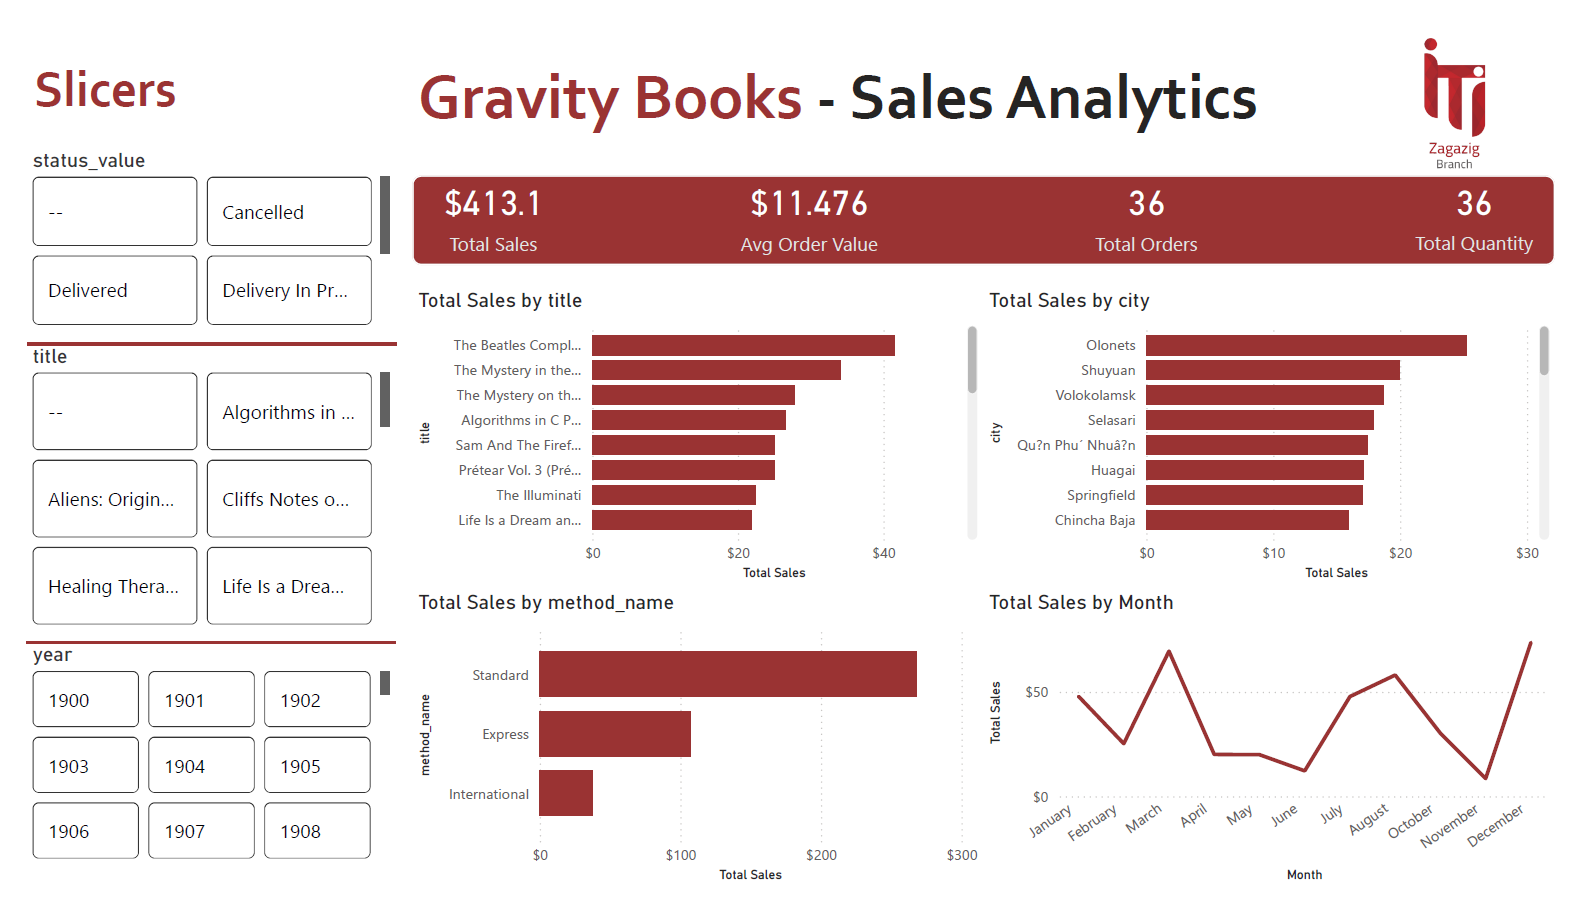 Slicers
Gravity Books - Sales Analytics
Zagazig
Branch
status_value
--
Cancelled
Delivered
Delivery In Pr...
title
--
Algorithms in ...
Aliens: Origin...
Cliffs Notes o...
Healing Thera...
Life Is a Drea...
year
1900
1901
1902
1903
1904
1905
1906
1907
1908
$413.1
Total Sales
$11.476
Avg Order Value
36
Total Orders
36
Total Quantity
Total Sales by title
title
The Beatles Compl...
The Mystery in the...
The Mystery on th...
Algorithms in C P...
Sam And The Firef...
Prétear Vol. 3 (Pré...
The Illuminati
Life Is a Dream an...
$0 $20 $40
Total Sales
Total Sales by city
city
Olonets
Shuyuan
Volokolamsk
Selasari
Qu?n Phu´ Nhuâ?n
Huagai
Springfield
Chincha Baja
$0 $10 $20 $30
Total Sales
Total Sales by method_name
method_name
Standard
Express
International
$0 $100 $200 $300
Total Sales
Total Sales by Month
Total Sales
$50
$0
January February March April May June July August October November December
Month